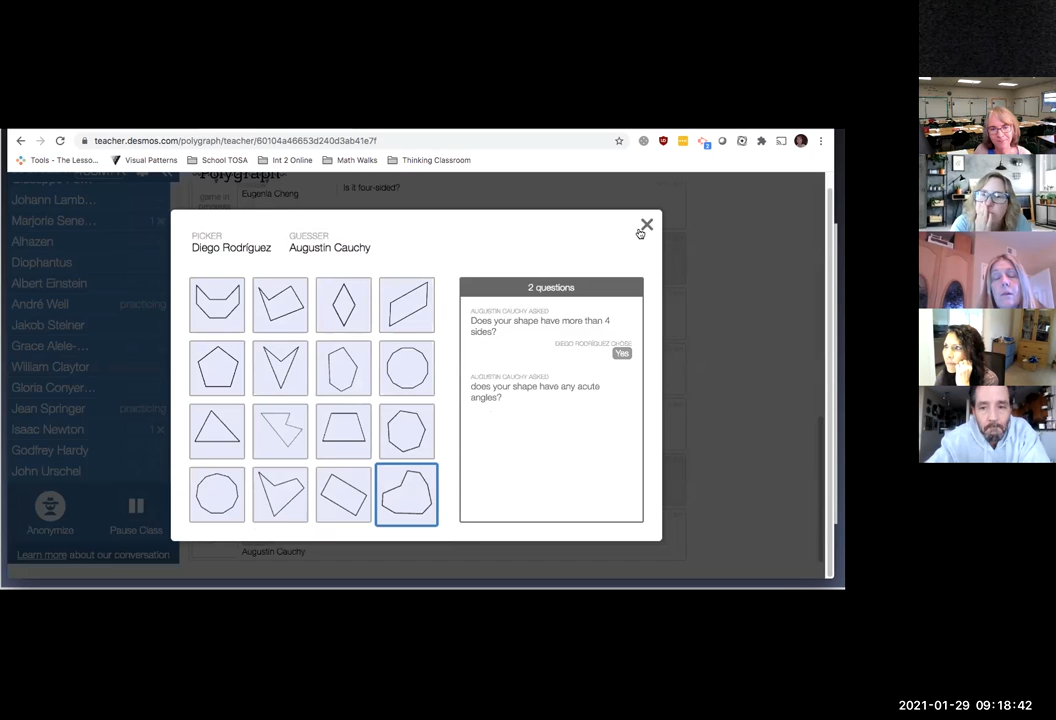 teacher.desmos.com/polygraph/teacher/60104a46653d240d3ab41e7f
Tools - The Lesso...
Visual Patterns
School TOSA
Int 2 Online
Math Walks
Thinking Classroom
Polygraph
Eugenia Cheng
Is it four-sided?
game in
progress
Johann Lamb...
Marjorie Sene...
1
Alhazen
Diophantus
Albert Einstein
André Weil
practicing
Jakob Steiner
Grace Alele-...
William Claytor
Gloria Conyer...
Jean Springer
practicing
Isaac Newton
1
Godfrey Hardy
John Urschel
Anonymize
Pause Class
Learn more about our conversation
PICKER
Diego Rodríguez
GUESSER
Augustin Cauchy
2 questions
AUGUSTIN CAUCHY ASKED
Does your shape have more than 4
sides?
DIEGO RODRÍGUEZ CHOSE
Yes
AUGUSTIN CAUCHY ASKED
does your shape have any acute
angles?
Augustin Cauchy
2021-01-29 09:18:42